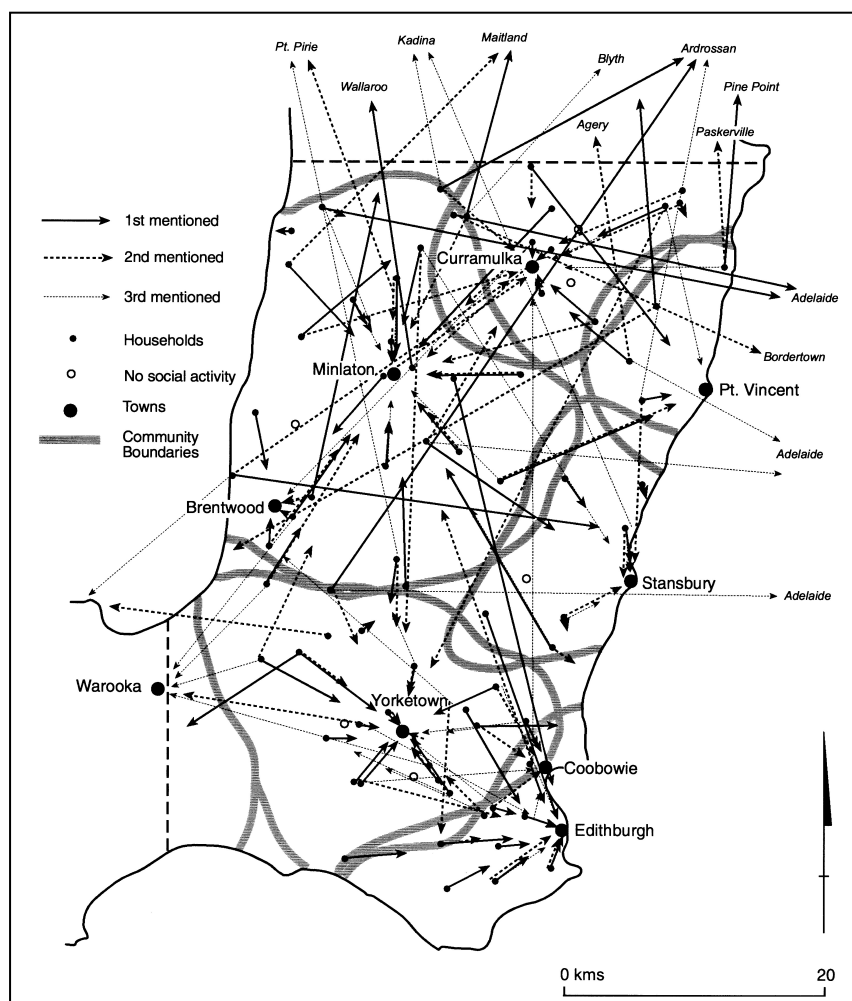 Pt. Pirie
Kadina
Maitland
Blyth
Ardrossan
Wallaroo
Pine Point
Agery
Paskerville
1st mentioned
2nd mentioned
3rd mentioned
Households
No social activity
Towns
Community
Boundaries
Curramulka
Adelaide
Bordertown
Minlaton
Pt. Vincent
Adelaide
Brentwood
Stansbury
Adelaide
Warooka
Yorketown
Coobowie
Edithburgh
0 kms
20